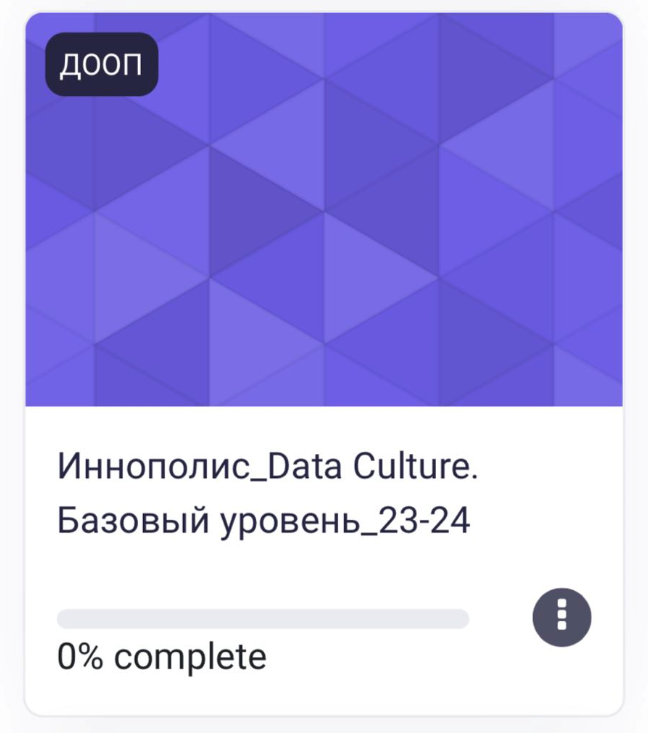 ДООП
Иннополис_Data Culture.
Базовый уровень_23-24
0% complete